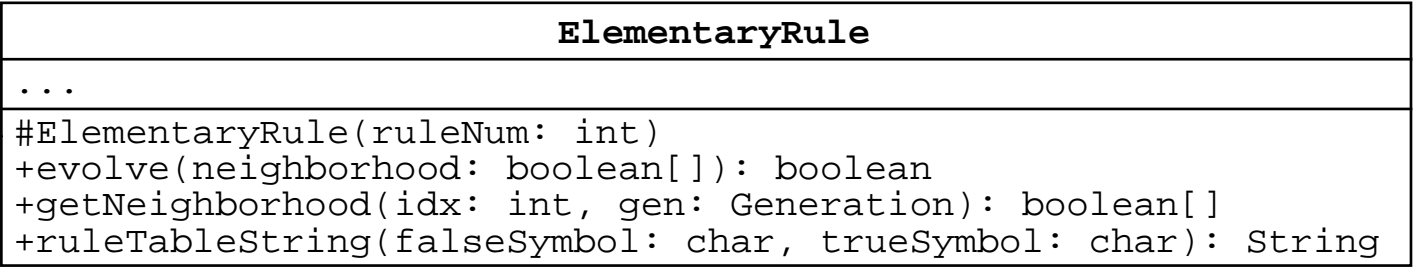 ElementaryRule
...
#ElementaryRule(ruleNum: int)
+evolve(neighborhood: boolean[]): boolean
+getNeighborhood(idx: int, gen: Generation): boolean[]
+ruleTableString(falseSymbol: char, trueSymbol: char): String